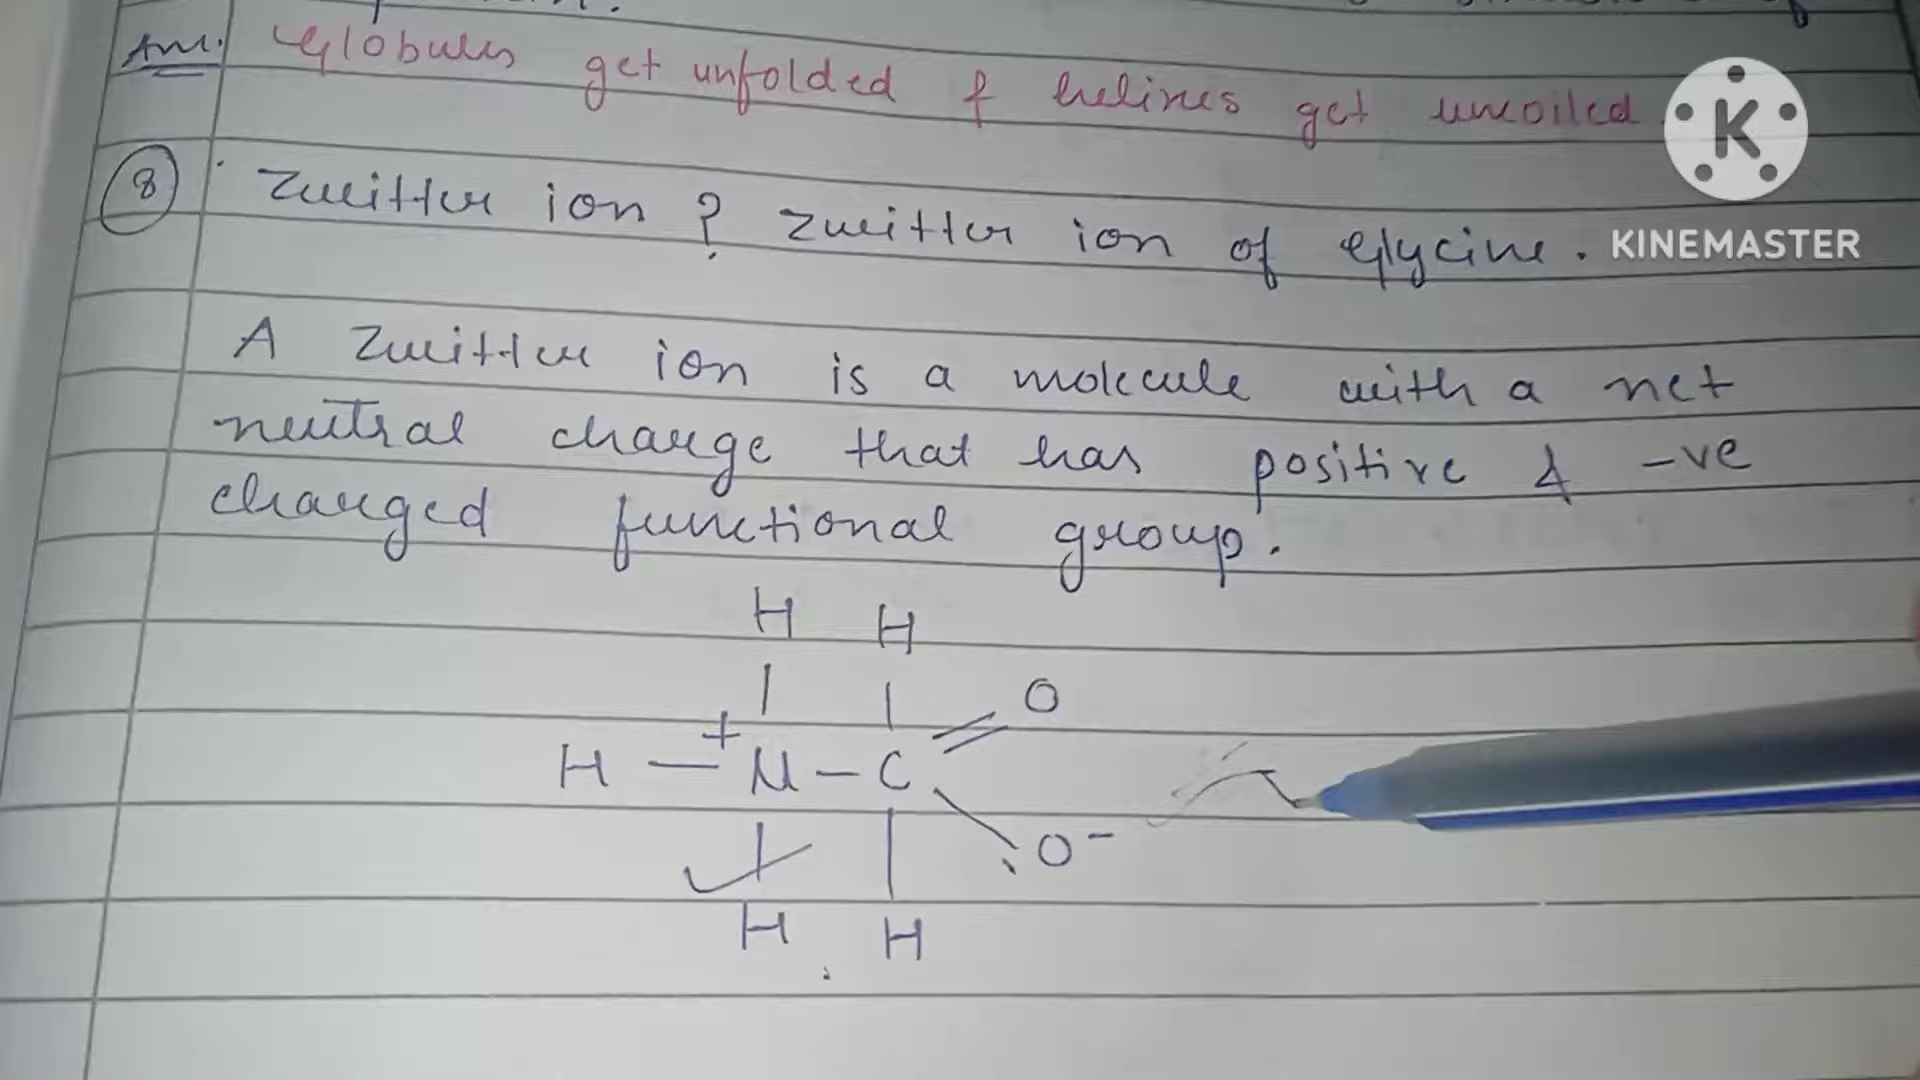 Ans. Globules get unfolded & helixes get uncoiled.
KINEMASTER
8 Zwitter ion ? Zwitter ion of Glycine.
A Zwitter ion is a molecule with a net
neutral charge that has positive & -ve
charged functional group.
H H
O
H - +N - C
O-
H H